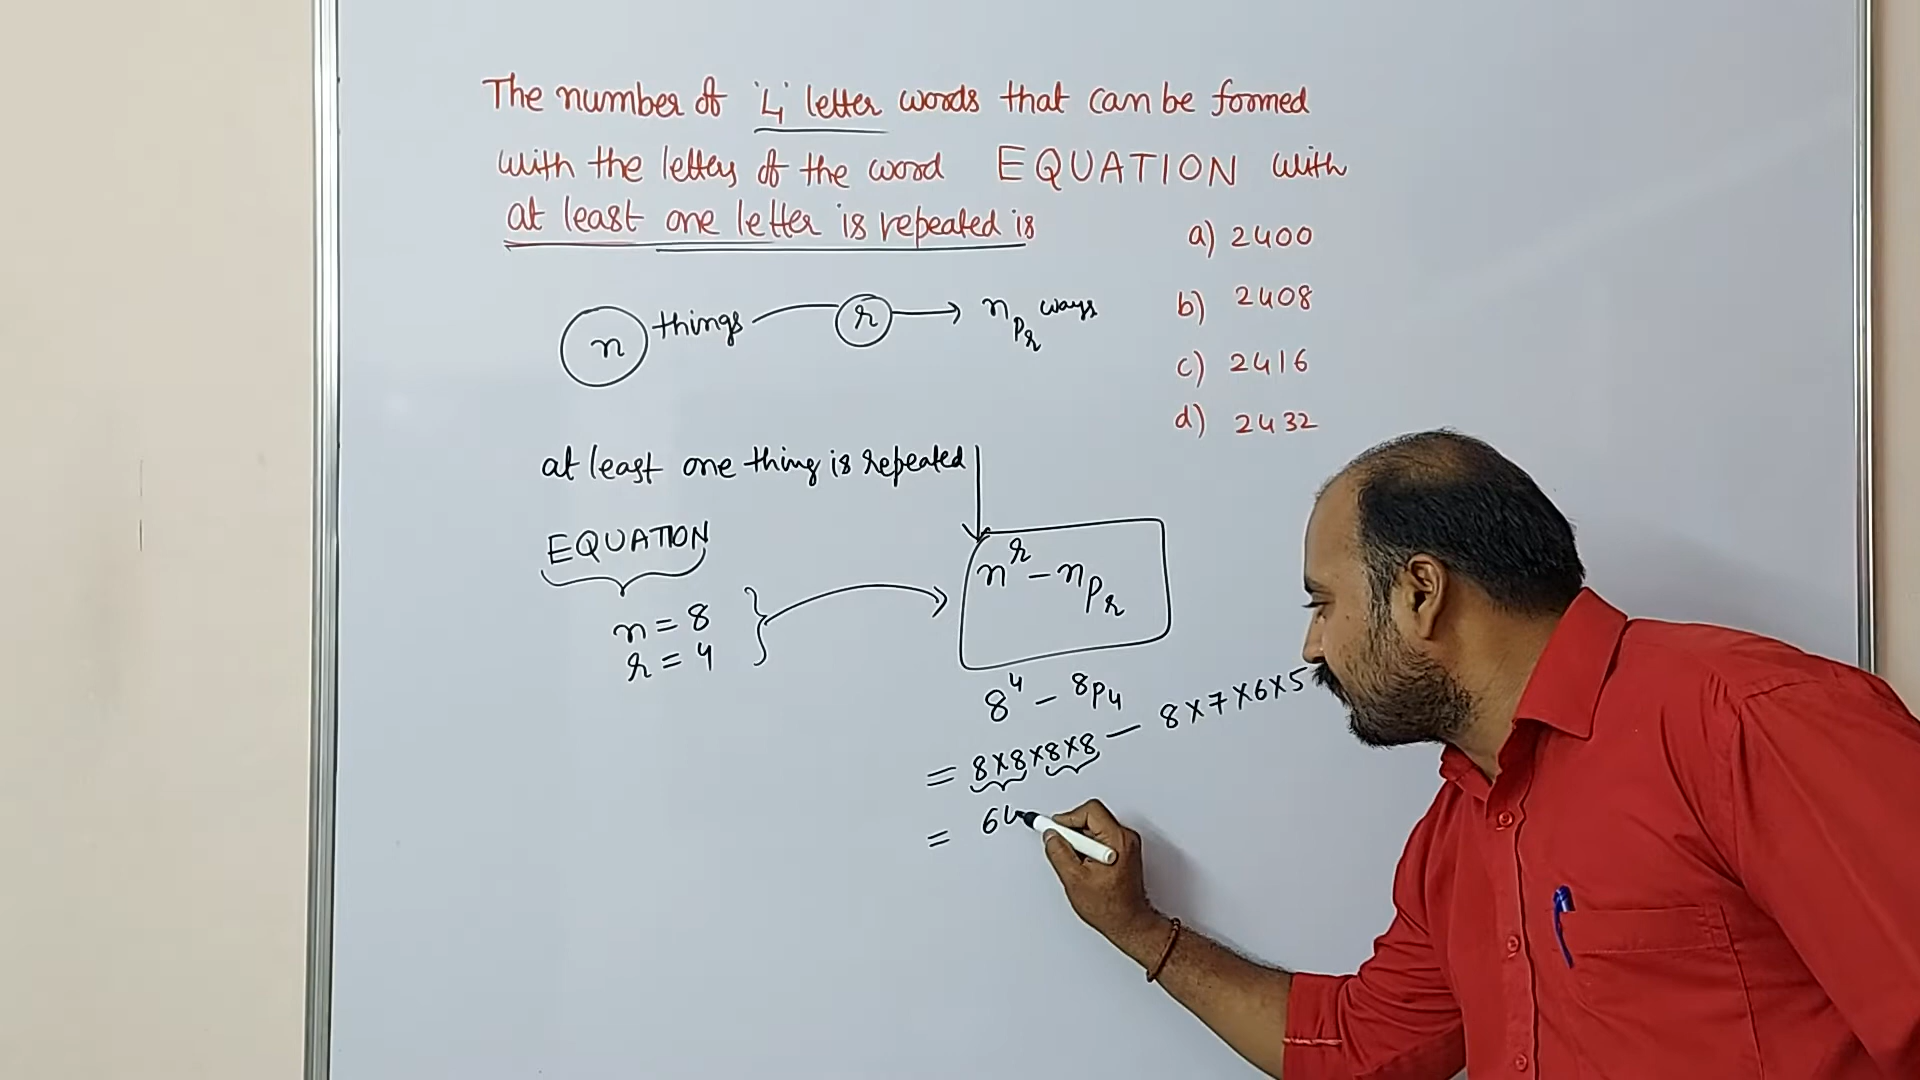 The number of '4' letter words that can be formed
with the letters of the word EQUATION with
at least one letter is repeated is
a) 2400
b) 2408
c) 2416
d) 2432
n things r → nPr ways
at least one thing is repeated
EQUATION
n = 8
r = 4
n^r - nPr
8^4 - 8P4
= 8×8×8×8 - 8×7×6×5
= 64